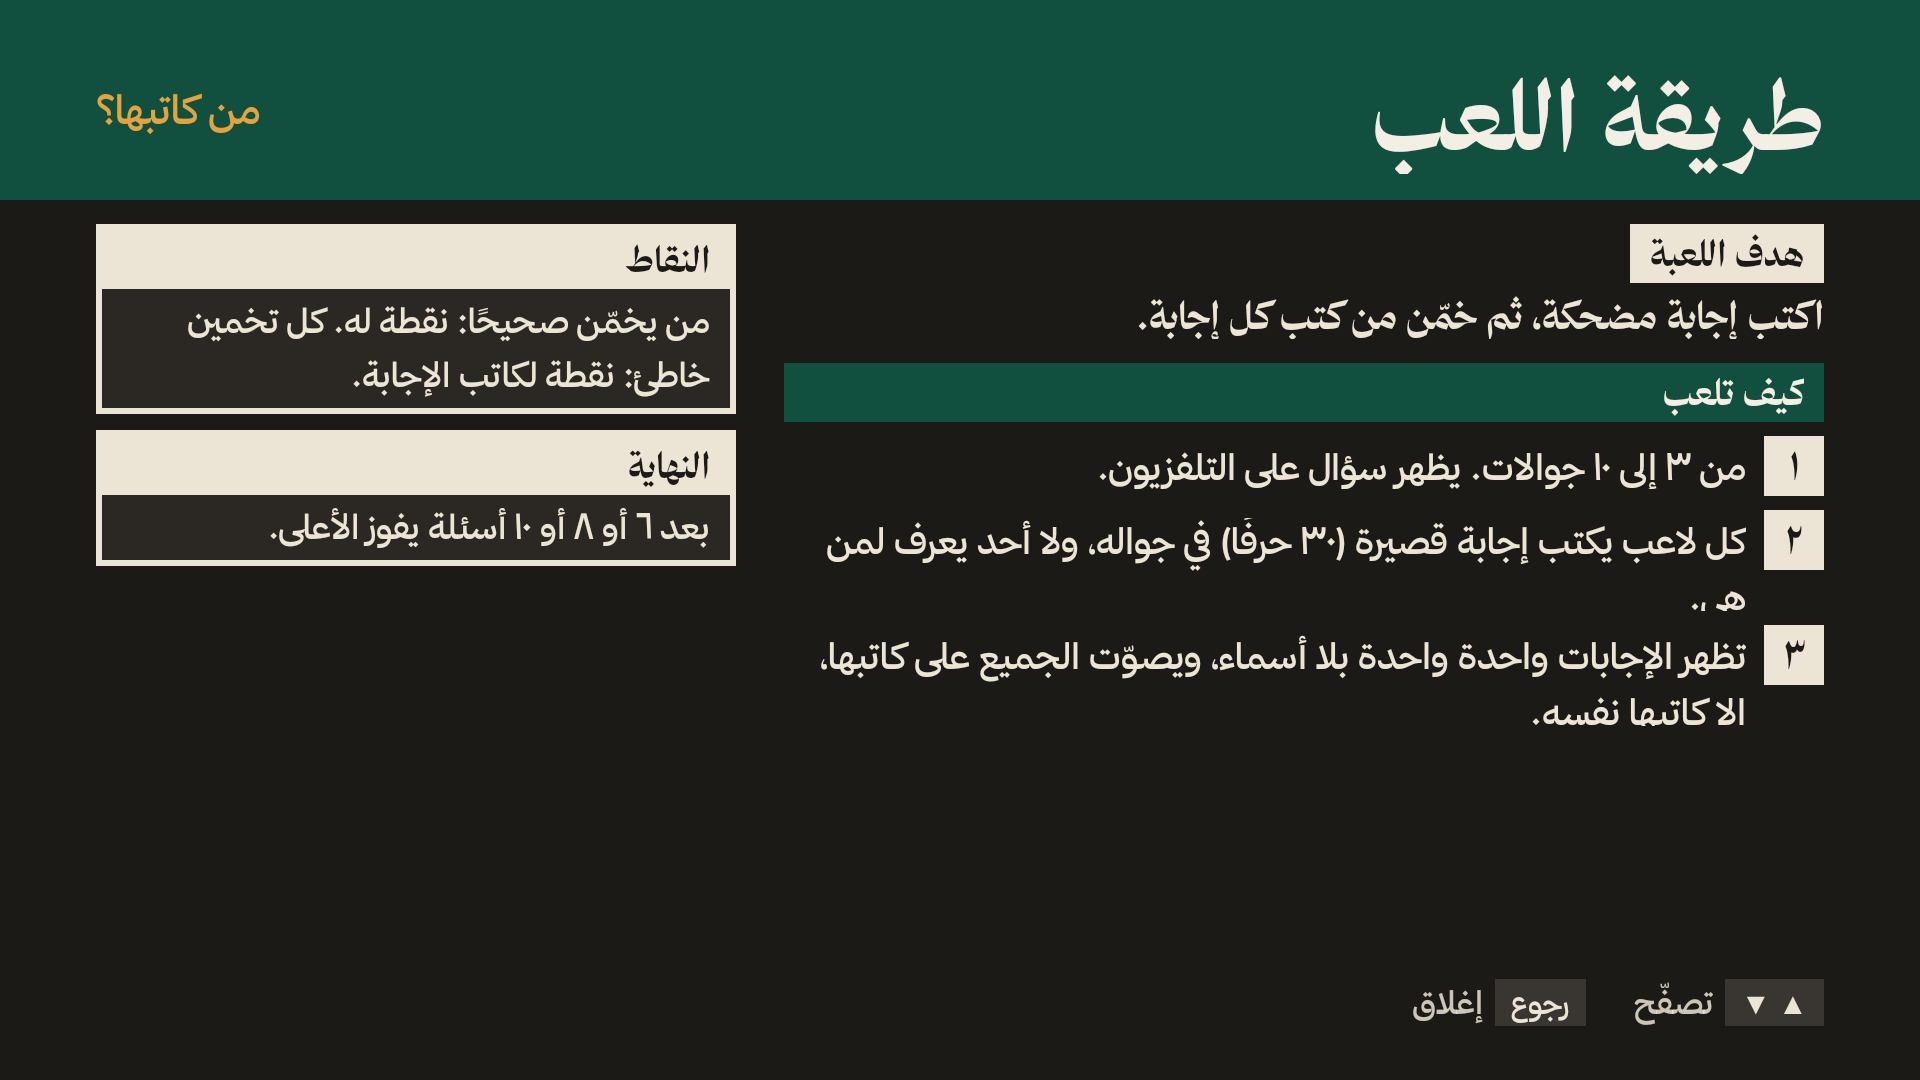 طريقة اللعب
من كاتبها؟
هدف اللعبة
اكتب إجابة مضحكة، ثم خمّن من كتب كل إجابة.
كيف تلعب
١
من ٣ إلى ١٠ جوالات. يظهر سؤال على التلفزيون.
٢
كل لاعب يكتب إجابة قصيرة (٣٠ حرفًا) في جواله، ولا أحد يعرف لمن
٣
تظهر الإجابات واحدة واحدة بلا أسماء، ويصوّت الجميع على كاتبها،
إلا كاتبها نفسه.
النقاط
من يخمّن صحيحًا: نقطة له. كل تخمين
خاطئ: نقطة لكاتب الإجابة.
النهاية
بعد ٦ أو ٨ أو ١٠ أسئلة يفوز الأعلى.
▲ ▼ تصفّح
رجوع إغلاق